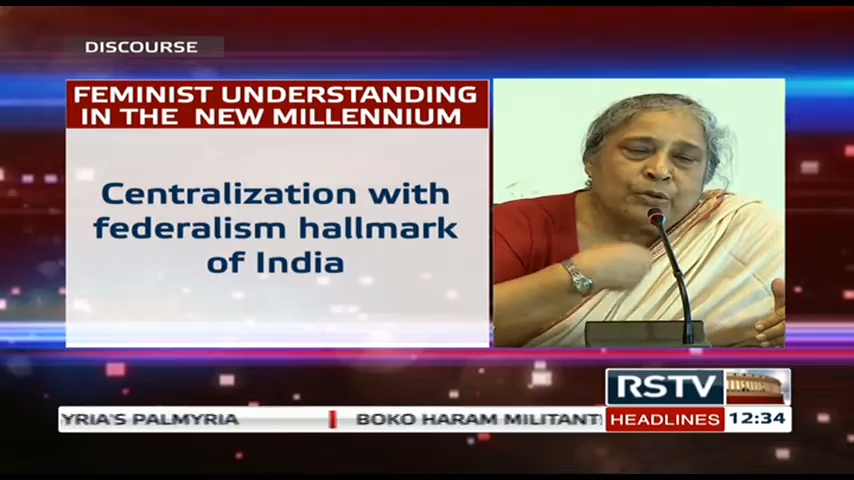 DISCOURSE
FEMINIST UNDERSTANDING
IN THE NEW MILLENNIUM
Centralization with
federalism hallmark
of India
RSTV
YRIA'S PALMYRIA
BOKO HARAM MILITANT
HEADLINES
12:34